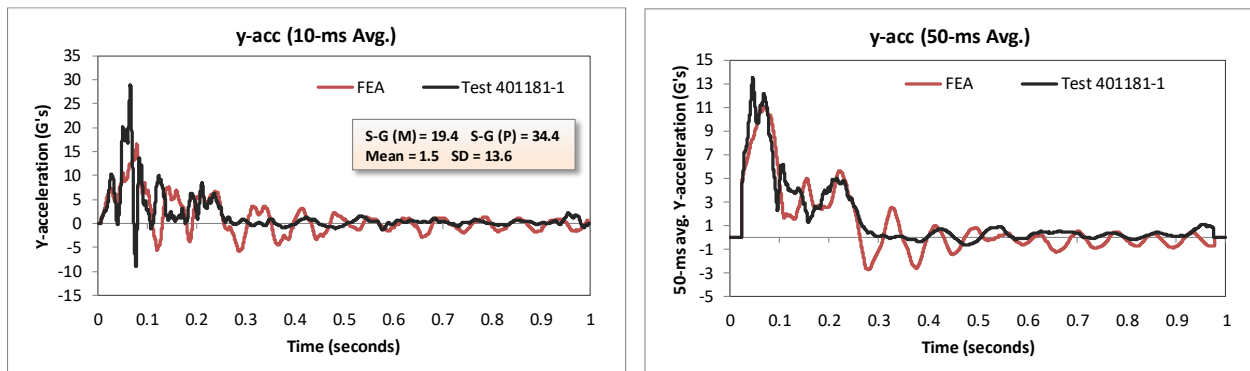 y-acc (10-ms Avg.)
35
30
25
20
15
10
5
0
-5
-10
-15
Y-acceleration (G's)
FEA
Test 401181-1
S-G (M) = 19.4 S-G (P) = 34.4
Mean = 1.5 SD = 13.6
0 0.1 0.2 0.3 0.4 0.5 0.6 0.7 0.8 0.9 1
Time (seconds)
y-acc (50-ms Avg.)
15
13
11
9
7
5
3
1
-1
-3
-5
50-ms avg. Y-acceleration (G's)
FEA
Test 401181-1
0 0.1 0.2 0.3 0.4 0.5 0.6 0.7 0.8 0.9 1
Time (seconds)